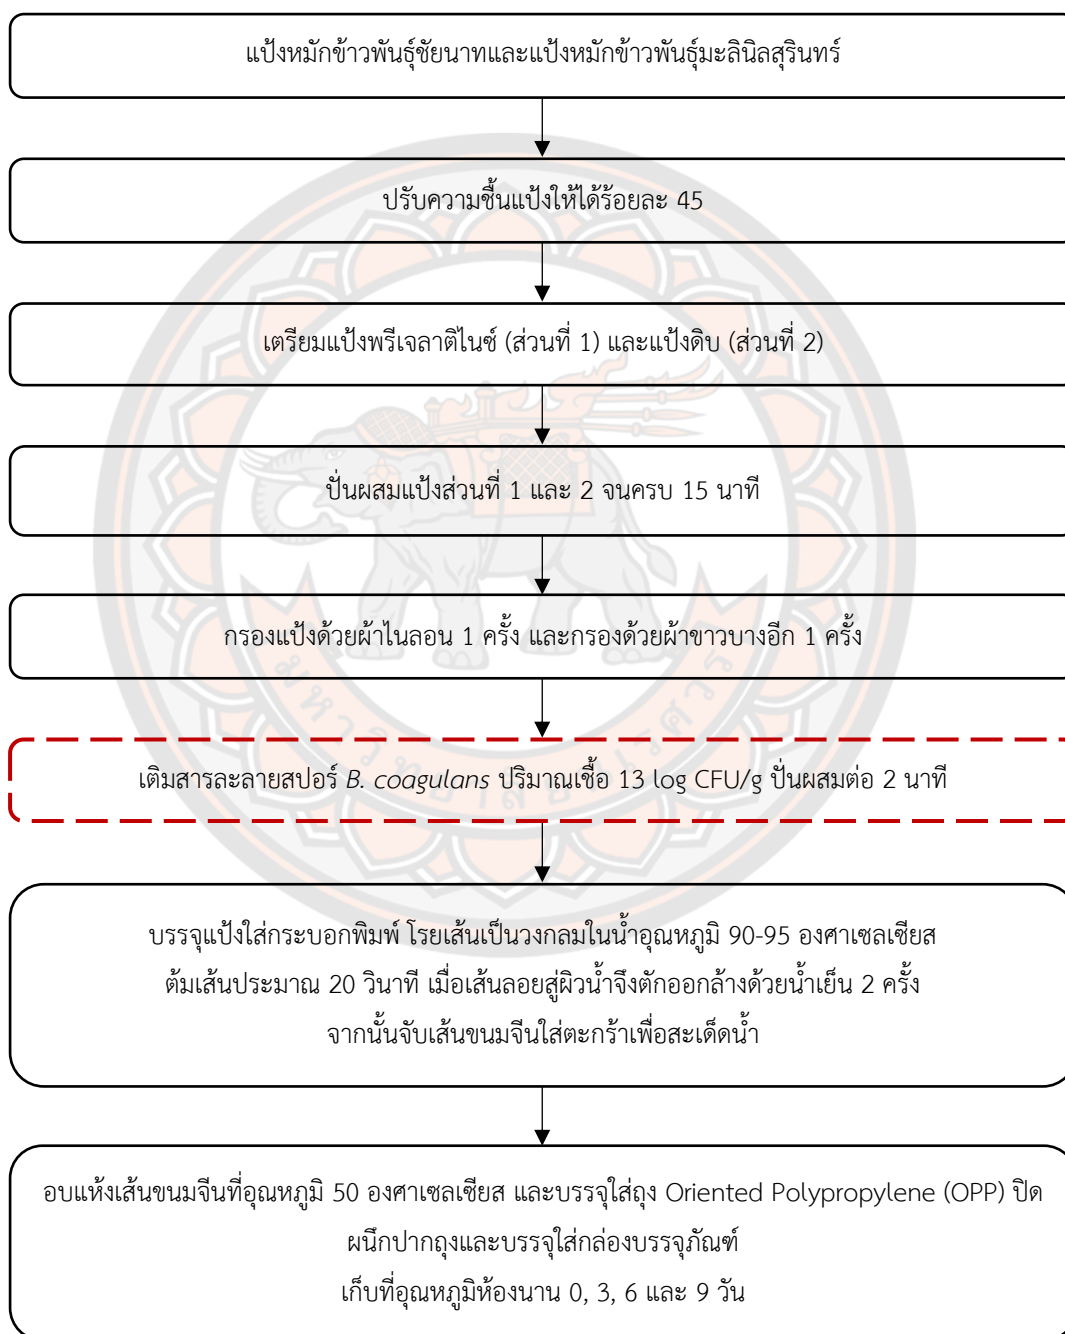 แป้งหมักข้าวพันธุ์ชัยนาทและแป้งหมักข้าวพันธุ์มะลินิลสุรินทร์
ปรับความชื้นแป้งให้ได้ร้อยละ 45
เตรียมแป้งพรีเจลาติไนซ์ (ส่วนที่ 1) และแป้งดิบ (ส่วนที่ 2)
ปั่นผสมแป้งส่วนที่ 1 และ 2 จนครบ 15 นาที
กรองแป้งด้วยผ้าไนลอน 1 ครั้ง และกรองด้วยผ้าขาวบางอีก 1 ครั้ง
เติมสารละลายสปอร์ B. coagulans ปริมาณเชื้อ 13 log CFU/g ปั่นผสมต่อ 2 นาที
บรรจุแป้งใส่กระบอกพิมพ์ โรยเส้นเป็นวงกลมในน้ำอุณหภูมิ 90-95 องศาเซลเซียส
ต้มเส้นประมาณ 20 วินาที เมื่อเส้นลอยสู่ผิวน้ำจึงตักออกล้างด้วยน้ำเย็น 2 ครั้ง
จากนั้นจับเส้นขนมจีนใส่ตะกร้าเพื่อสะเด็ดน้ำ
อบแห้งเส้นขนมจีนที่อุณหภูมิ 50 องศาเซลเซียส และบรรจุใส่ถุง Oriented Polypropylene (OPP) ปิด
ผนึกปากถุงและบรรจุใส่กล่องบรรจุภัณฑ์
เก็บที่อุณหภูมิห้องนาน 0, 3, 6 และ 9 วัน
มหาวิทยาลัยนเรศวร